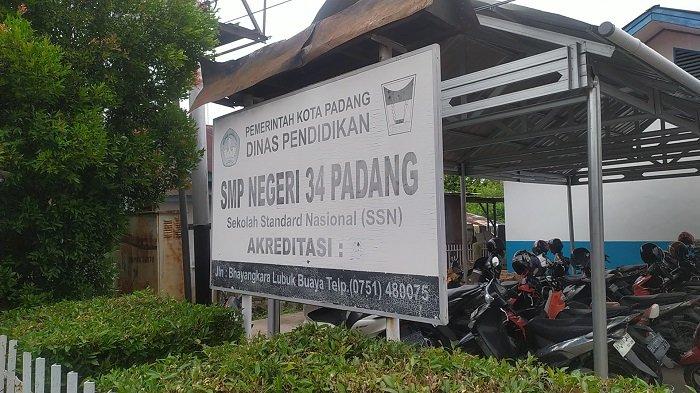 PEMERINTAH KOTA PADANG
DINAS PENDIDIKAN
SMP NEGERI 34 PADANG
Sekolah Standard Nasional (SSN)
AKREDITASI :
Jln : Bhayangkara Lubuk Buaya Telp.(0751) 480075